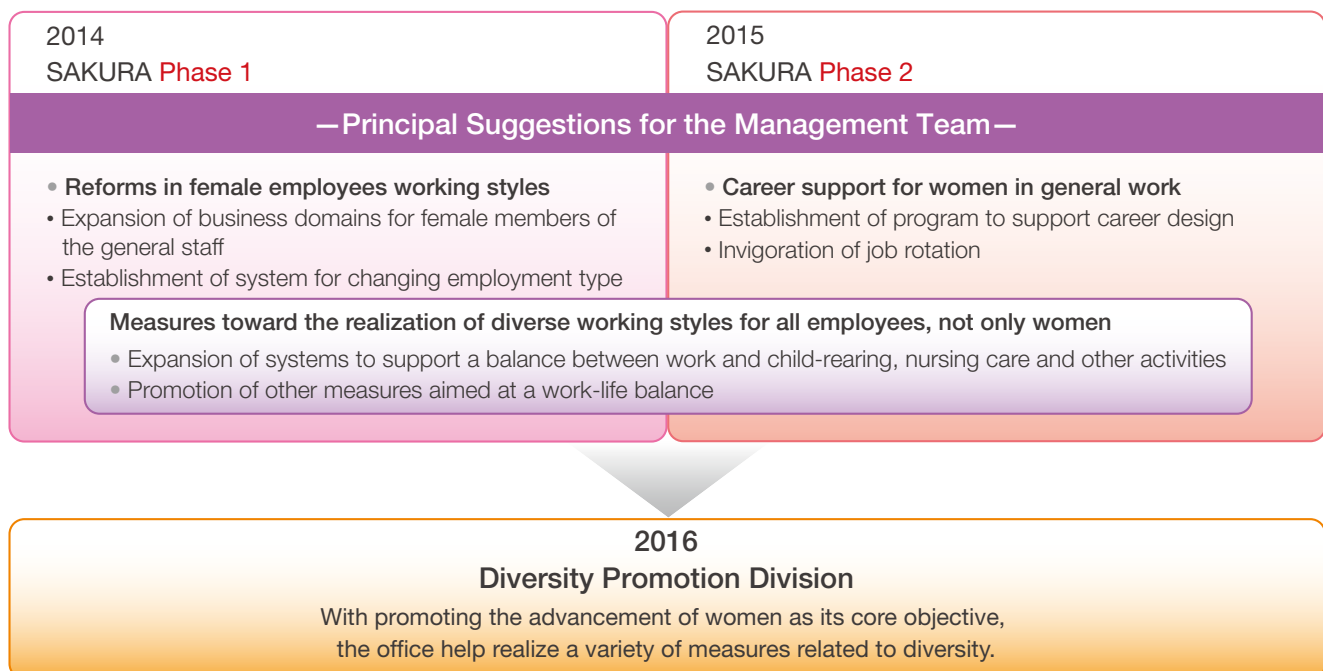 2014
SAKURA Phase 1
2015
SAKURA Phase 2
—Principal Suggestions for the Management Team—
• Reforms in female employees working styles
• Expansion of business domains for female members of
the general staff
• Establishment of system for changing employment type
• Career support for women in general work
• Establishment of program to support career design
• Invigoration of job rotation
Measures toward the realization of diverse working styles for all employees, not only women
• Expansion of systems to support a balance between work and child-rearing, nursing care and other activities
• Promotion of other measures aimed at a work-life balance
2016
Diversity Promotion Division
With promoting the advancement of women as its core objective,
the office help realize a variety of measures related to diversity.